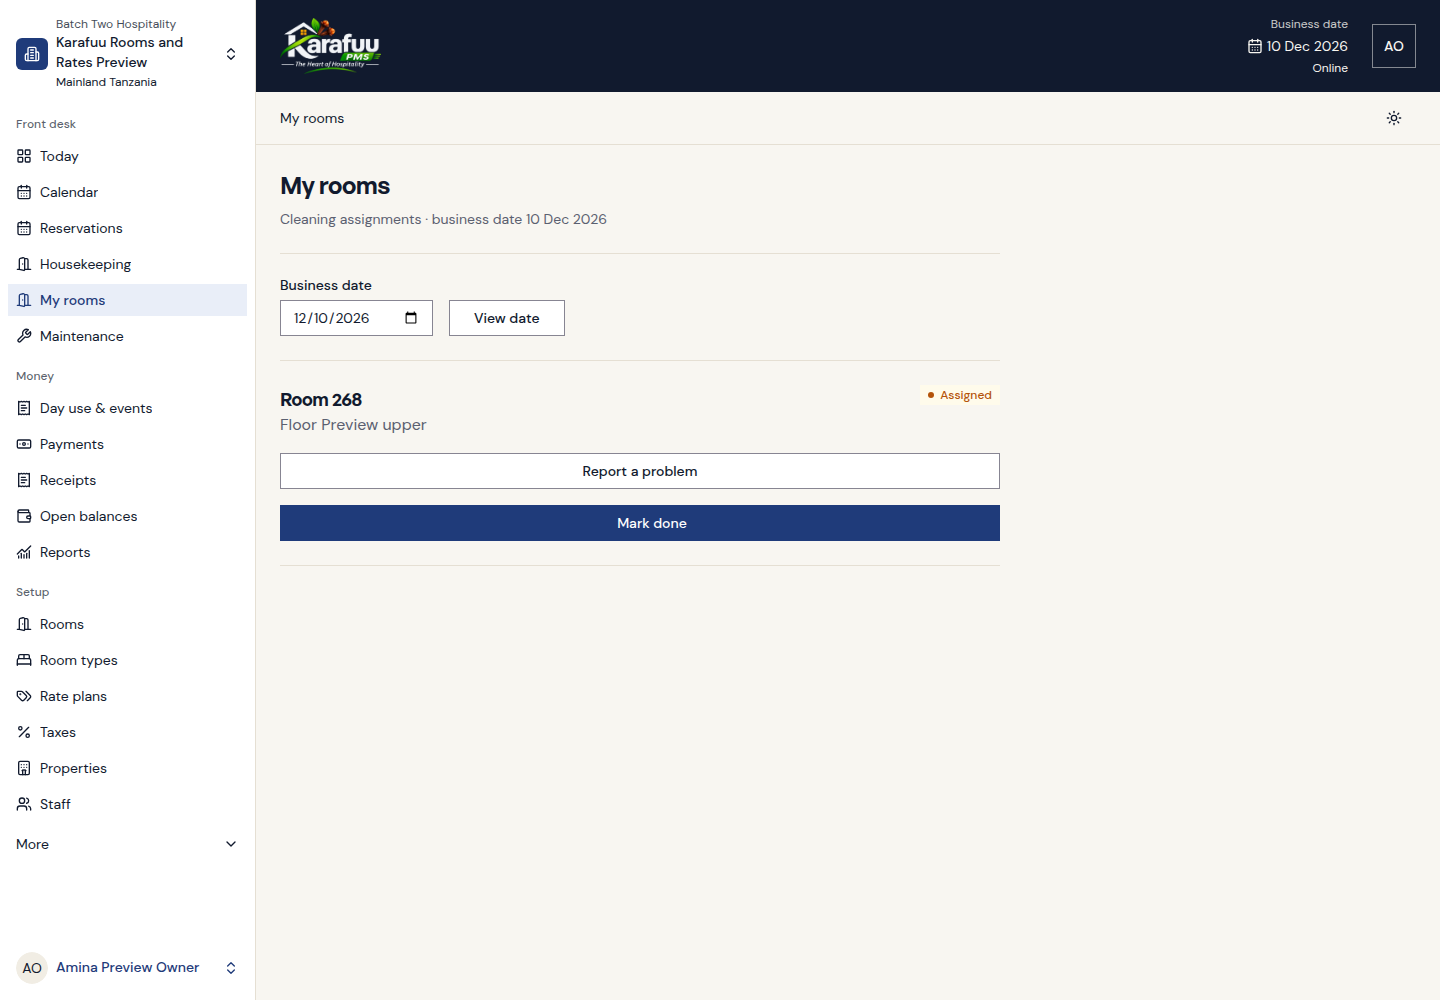 Batch Two Hospitality
Karafuu Rooms and
Rates Preview
Mainland Tanzania
Front desk
Today
Calendar
Reservations
Housekeeping
My rooms
Maintenance
Money
Day use & events
Payments
Receipts
Open balances
Reports
Setup
Rooms
Room types
Rate plans
Taxes
Properties
Staff
More
AO
Amina Preview Owner
Karafuu
PMS
The Heart of Hospitality
Business date
10 Dec 2026
Online
AO
My rooms
My rooms
Cleaning assignments · business date 10 Dec 2026
Business date
12/10/2026
View date
Room 268
Assigned
Floor Preview upper
Report a problem
Mark done